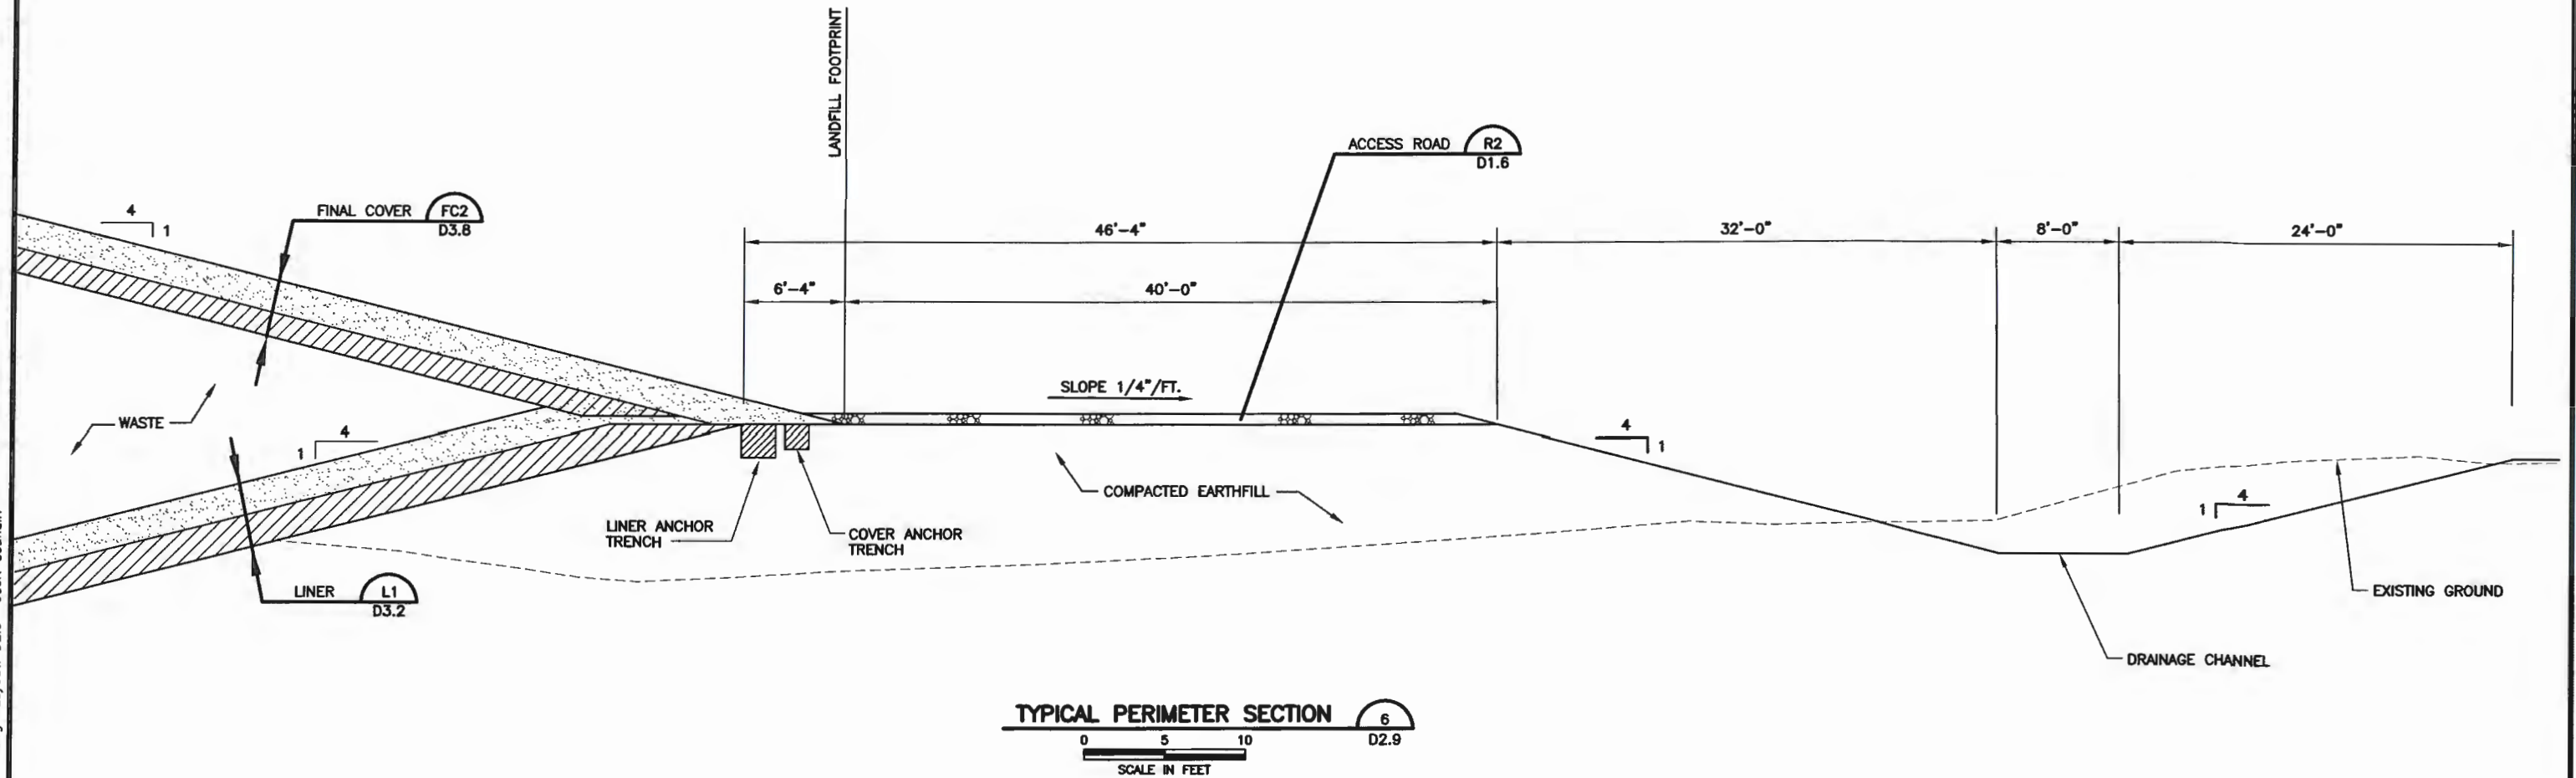 LANDFILL FOOTPRINT
ACCESS ROAD R2
D1.6
FINAL COVER FC2
D3.8
4
1
46'-4"
32'-0"
8'-0"
24'-0"
6'-4"
40'-0"
SLOPE 1/4"/FT.
WASTE
4
1
4
1
COMPACTED EARTHFILL
4
1
LINER ANCHOR
TRENCH
COVER ANCHOR
TRENCH
LINER L1
D3.2
EXISTING GROUND
DRAINAGE CHANNEL
TYPICAL PERIMETER SECTION 6
D2.9
0 5 10
SCALE IN FEET